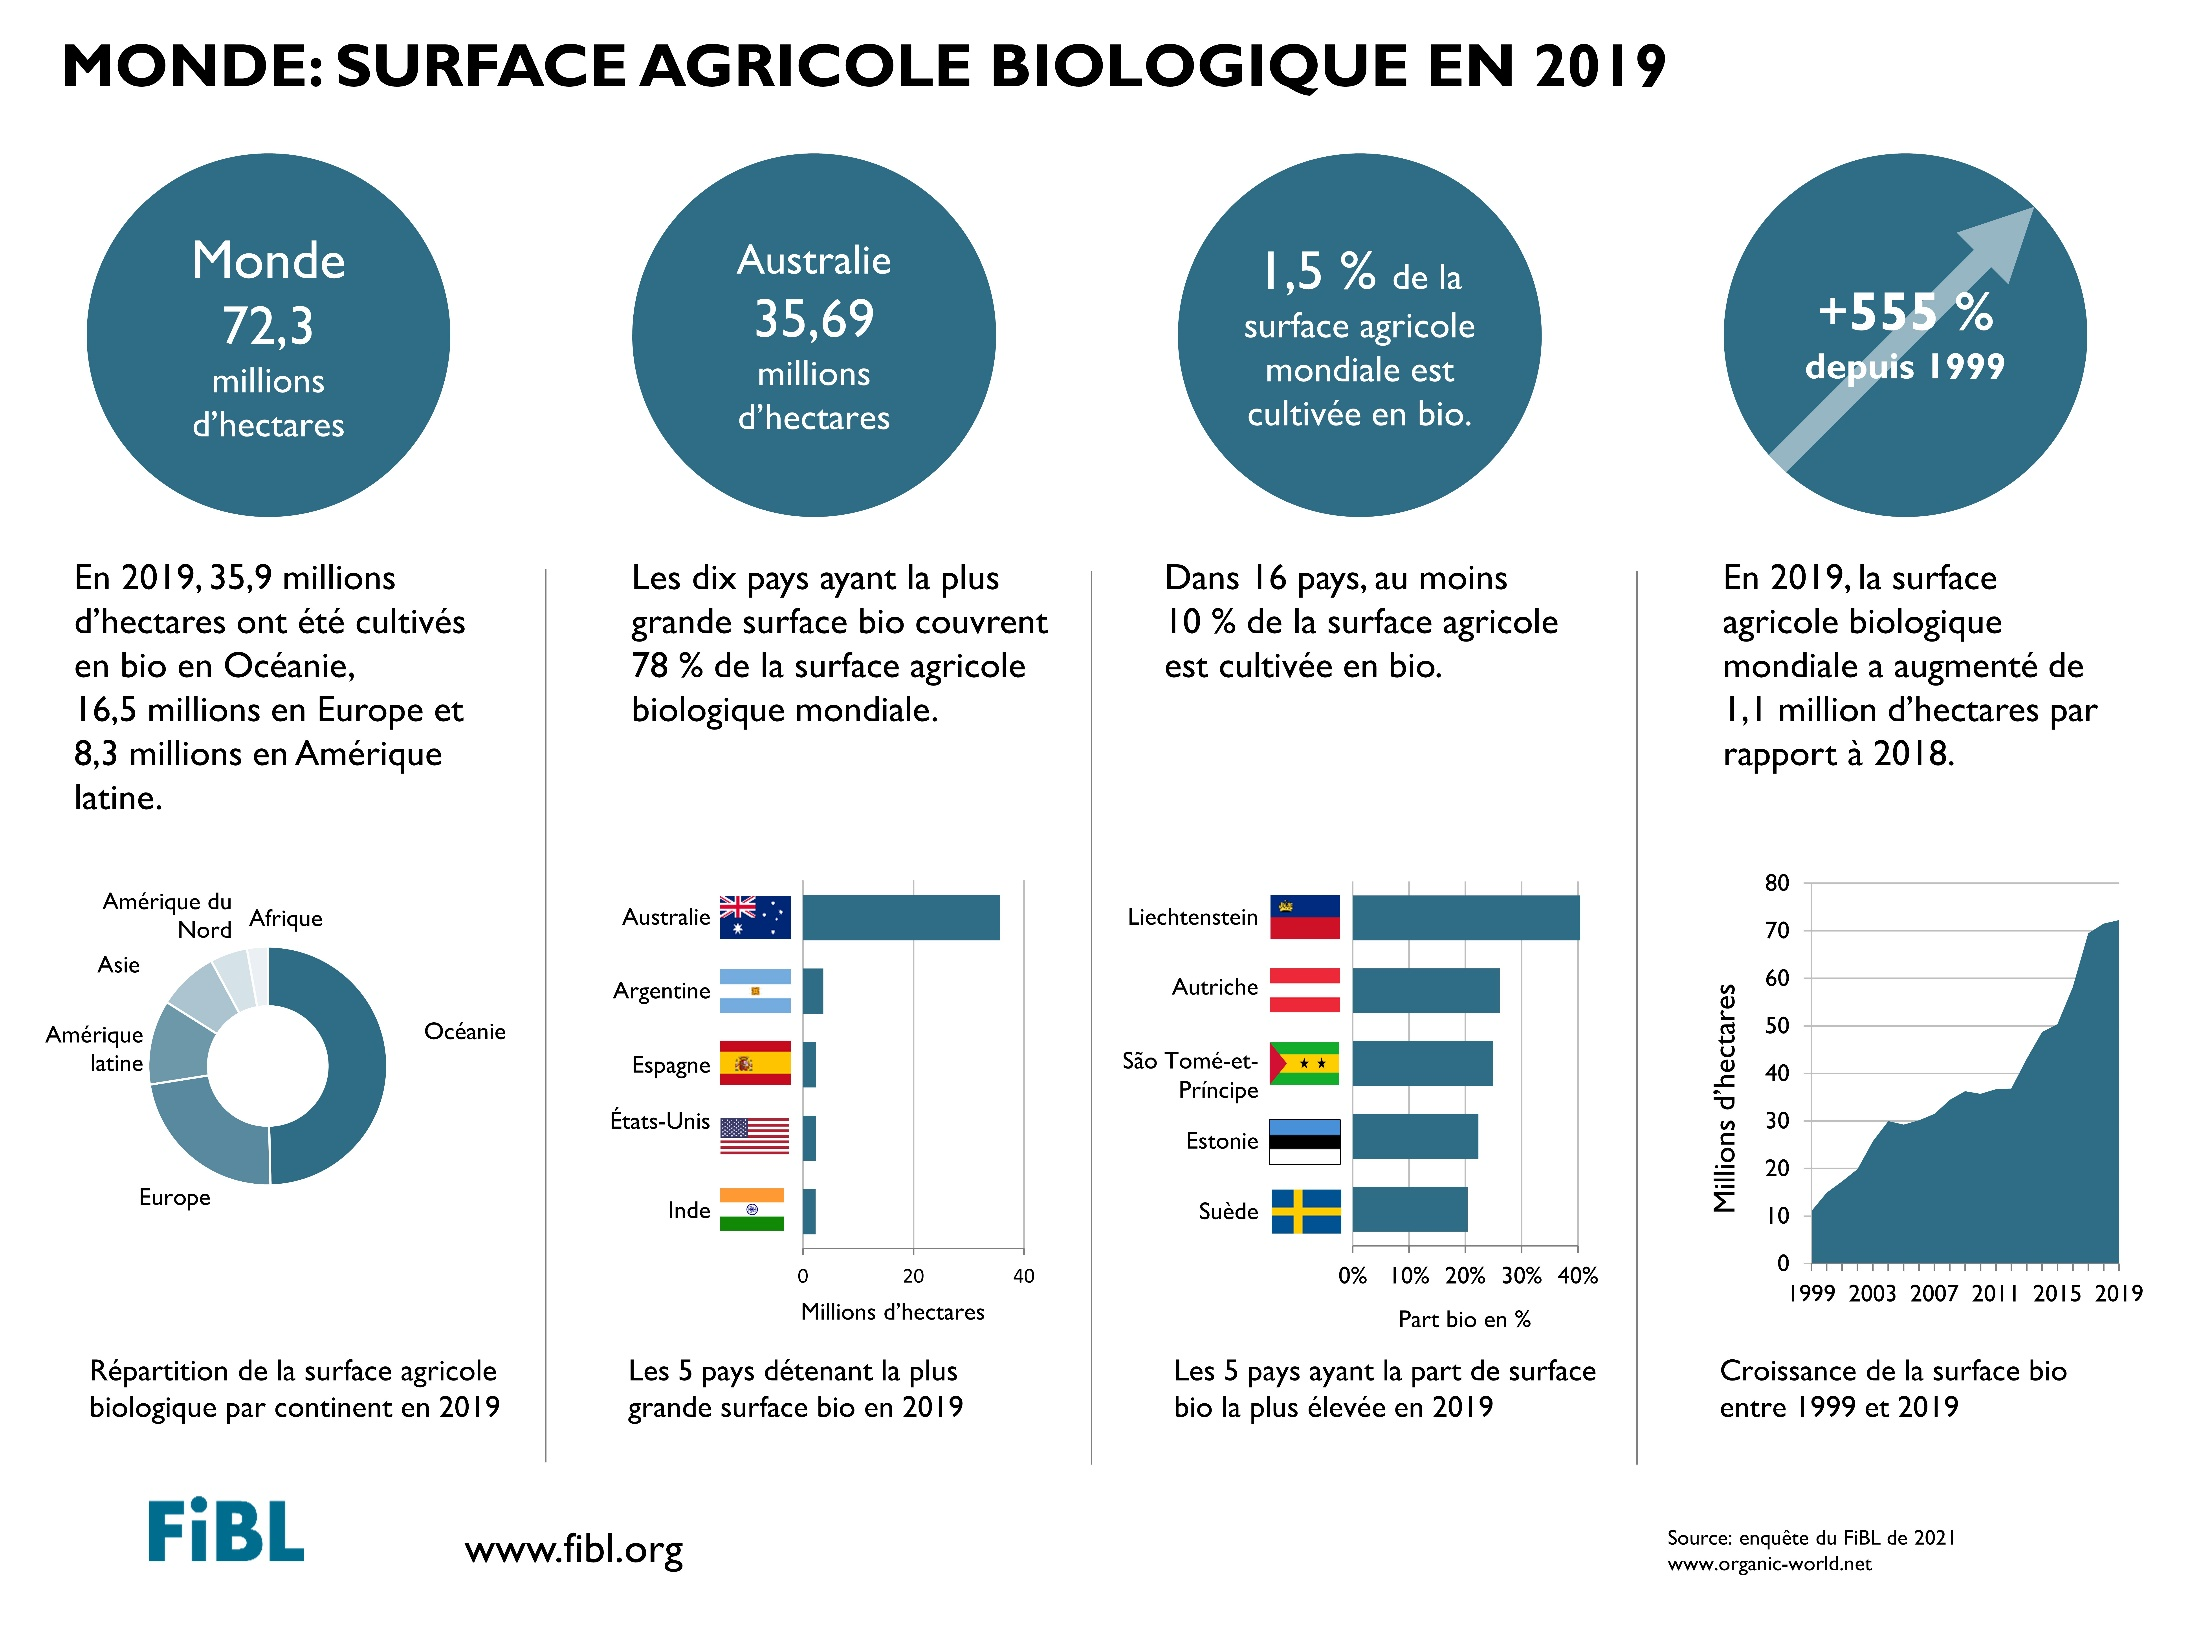 MONDE: SURFACE AGRICOLE BIOLOGIQUE EN 2019
Monde
72,3
millions
d’hectares
Australie
35,69
millions
d’hectares
1,5 % de la
surface agricole
mondiale est
cultivée en bio.
+555 %
depuis 1999
En 2019, 35,9 millions
d’hectares ont été cultivés
en bio en Océanie,
16,5 millions en Europe et
8,3 millions en Amérique
latine.
Les dix pays ayant la plus
grande surface bio couvrent
78 % de la surface agricole
biologique mondiale.
Dans 16 pays, au moins
10 % de la surface agricole
est cultivée en bio.
En 2019, la surface
agricole biologique
mondiale a augmenté de
1,1 million d’hectares par
rapport à 2018.
Amérique du
Nord
Afrique
Asie
Amérique
latine
Océanie
Europe
Répartition de la surface agricole
biologique par continent en 2019
Australie
Argentine
Espagne
États-Unis
Inde
0 20 40
Millions d’hectares
Les 5 pays détenant la plus
grande surface bio en 2019
Liechtenstein
Autriche
São Tomé-et-
Príncipe
Estonie
Suède
0% 10% 20% 30% 40%
Part bio en %
Les 5 pays ayant la part de surface
bio la plus élevée en 2019
Millions d’hectares
80
70
60
50
40
30
20
10
0
1999 2003 2007 2011 2015 2019
Croissance de la surface bio
entre 1999 et 2019
FiBL
www.fibl.org
Source: enquête du FiBL de 2021
www.organic-world.net